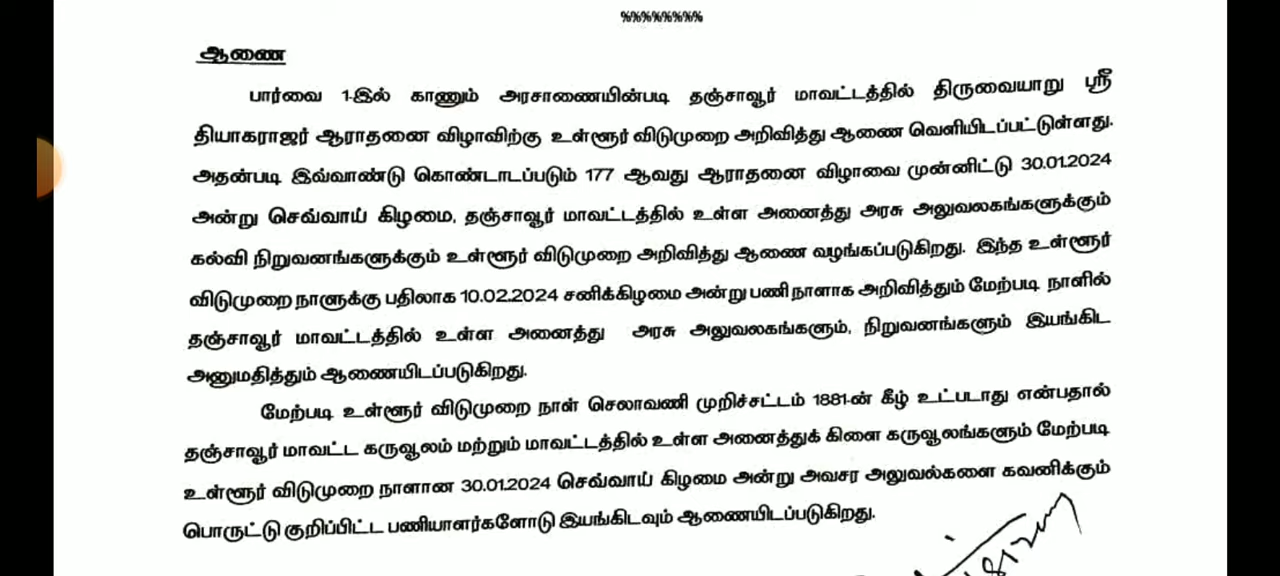 %%%%%%%%
ஆணை
பார்வை 1-இல் காணும் அரசாணையின்படி தஞ்சாவூர் மாவட்டத்தில் திருவையாறு ஸ்ரீ
தியாகராஜர் ஆராதனை விழாவிற்கு உள்ளூர் விடுமுறை அறிவித்து ஆணை வெளியிடப்பட்டுள்ளது.
அதன்படி இவ்வாண்டு கொண்டாடப்படும் 177 ஆவது ஆராதனை விழாவை முன்னிட்டு 30.01.2024
அன்று செவ்வாய் கிழமை, தஞ்சாவூர் மாவட்டத்தில் உள்ள அனைத்து அரசு அலுவலகங்களுக்கும்
கல்வி நிறுவனங்களுக்கும் உள்ளூர் விடுமுறை அறிவித்து ஆணை வழங்கப்படுகிறது. இந்த உள்ளூர்
விடுமுறை நாளுக்கு பதிலாக 10.02.2024 சனிக்கிழமை அன்று பணி நாளாக அறிவித்தும் மேற்படி நாளில்
தஞ்சாவூர் மாவட்டத்தில் உள்ள அனைத்து அரசு அலுவலகங்களும், நிறுவனங்களும் இயங்கிட
அனுமதித்தும் ஆணையிடப்படுகிறது.
மேற்படி உள்ளூர் விடுமுறை நாள் செலாவணி முறிச்சட்டம் 1881-ன் கீழ் உட்படாது என்பதால்
தஞ்சாவூர் மாவட்ட கருவூலம் மற்றும் மாவட்டத்தில் உள்ள அனைத்துக் கிளை கருவூலங்களும் மேற்படி
உள்ளூர் விடுமுறை நாளான 30.01.2024 செவ்வாய் கிழமை அன்று அவசர அலுவல்களை கவனிக்கும்
பொருட்டு குறிப்பிட்ட பணியாளர்களோடு இயங்கிடவும் ஆணையிடப்படுகிறது.